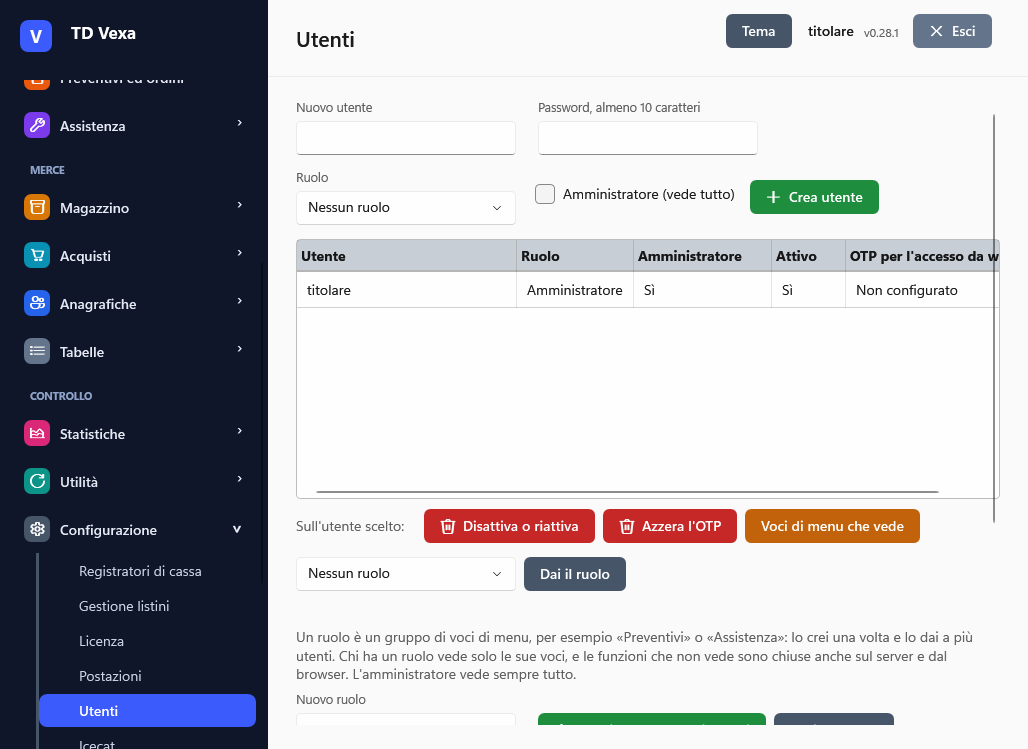 V TD Vexa
Preventivi ed ordini
Assistenza
MERCE
Magazzino
Acquisti
Anagrafiche
Tabelle
CONTROLLO
Statistiche
Utilità
Configurazione
Registratori di cassa
Gestione listini
Licenza
Postazioni
Utenti
Icecat
Utenti
Tema titolare v0.28.1 Esci
Nuovo utente Password, almeno 10 caratteri
Ruolo
Nessun ruolo Amministratore (vede tutto) Crea utente
Utente Ruolo Amministratore Attivo OTP per l'accesso da w
titolare Amministratore Sì Sì Non configurato
Sull'utente scelto: Disattiva o riattiva Azzera l'OTP Voci di menu che vede
Nessun ruolo Dai il ruolo
Un ruolo è un gruppo di voci di menu, per esempio «Preventivi» o «Assistenza»: lo crei una volta e lo dai a più
utenti. Chi ha un ruolo vede solo le sue voci, e le funzioni che non vede sono chiuse anche sul server e dal
browser. L'amministratore vede sempre tutto.
Nuovo ruolo